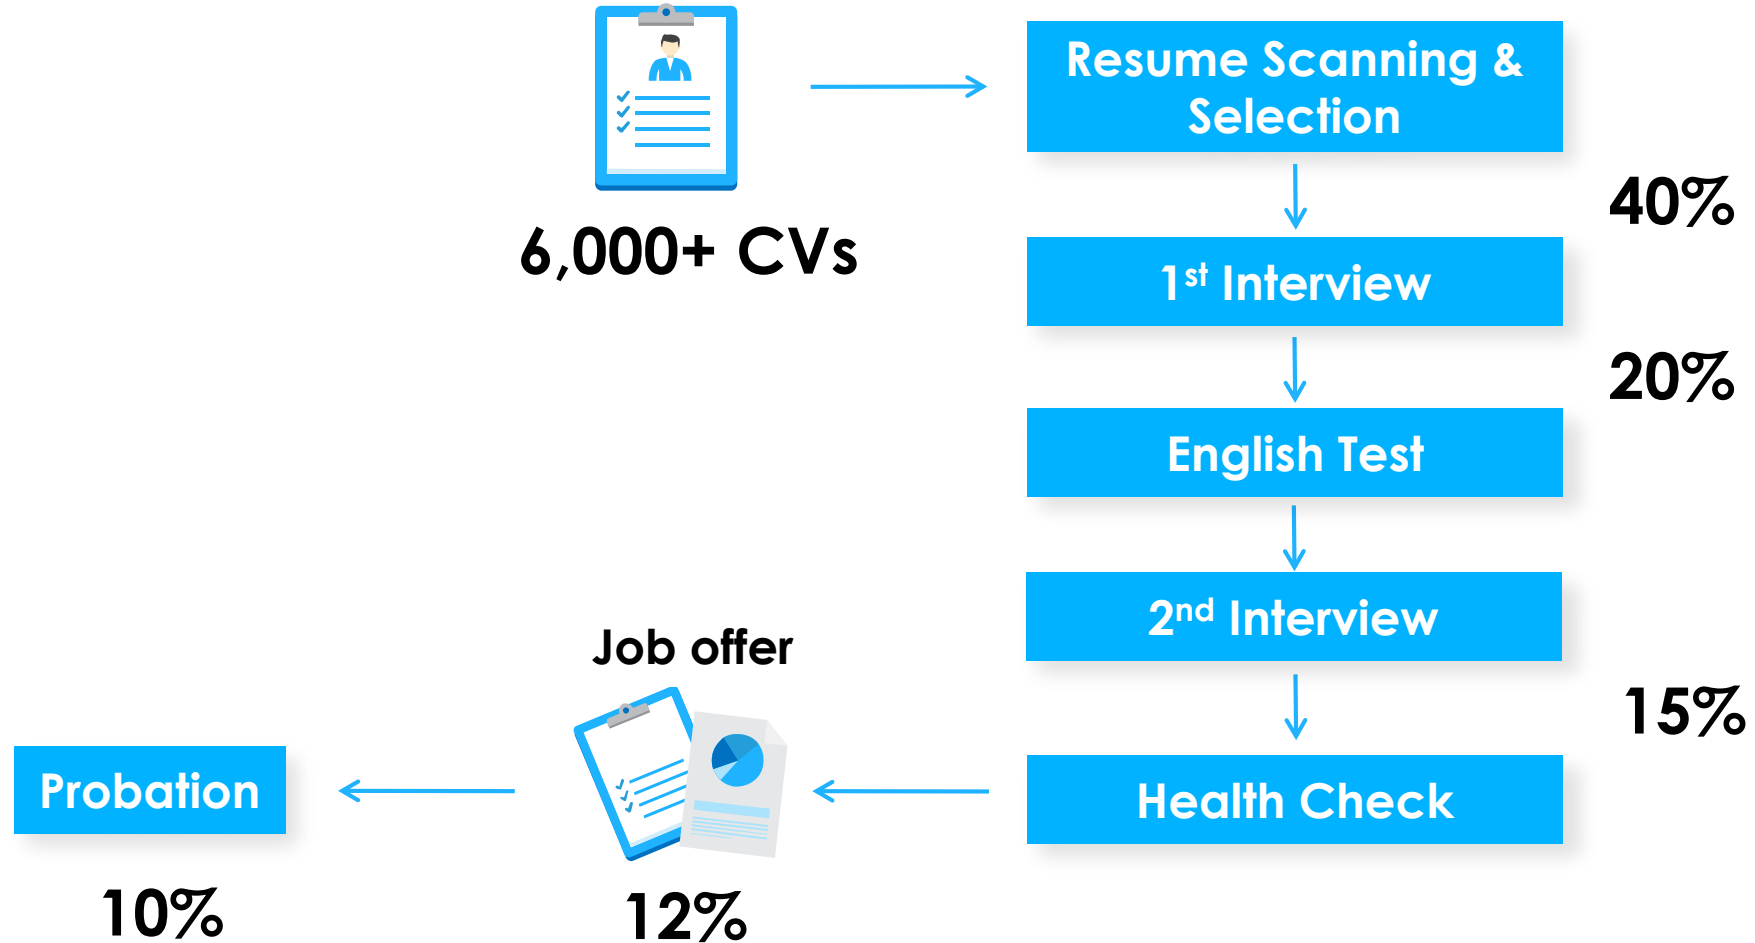 6,000+ CVs
Resume Scanning &
Selection
40%
1st Interview
20%
English Test
2nd Interview
15%
Health Check
Job offer
12%
Probation
10%